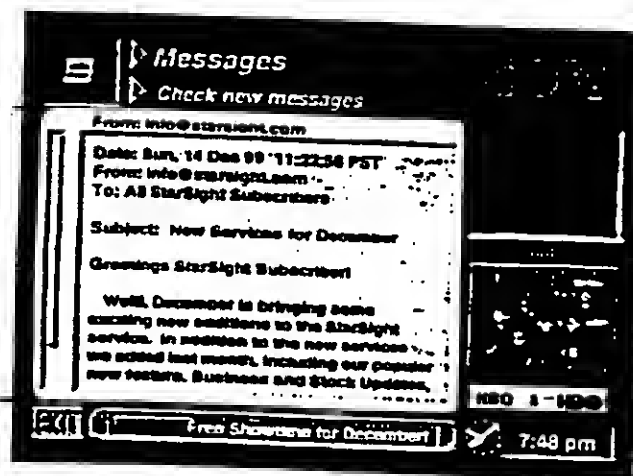 Messages
Check new messages
From: info@starsight.com
Date: Sun, 14 Dec 99 11:22:56 PST
From: info@starsight.com
To: All StarSight Subscribers
Subject: New Services for December
Greetings StarSight Subscriber!
Well, December is bringing some
exciting new additions to the StarSight
service. In addition to the new services
we added last month, including our popular
new feature, Business and Stock Updates,
HBO
Free Showtime for December!
7:48 pm